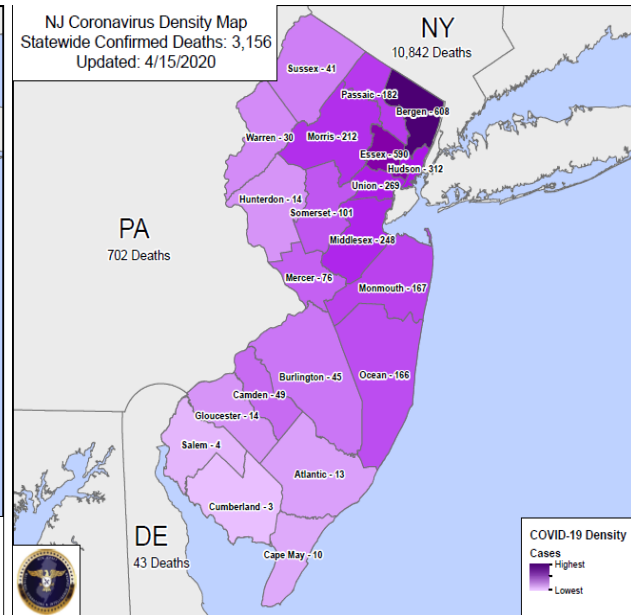 NJ Coronavirus Density Map
Statewide Confirmed Deaths: 3,156
Updated: 4/15/2020
NY
10,842 Deaths
Sussex - 41
Passaic - 182
Bergen - 608
Warren - 30
Morris - 212
Essex - 590
Hudson - 312
Union - 269
Hunterdon - 14
Somerset - 101
PA
702 Deaths
Middlesex - 248
Mercer - 76
Monmouth - 167
Burlington - 45
Ocean - 166
Camden - 49
Gloucester - 14
Salem - 4
Atlantic - 13
Cumberland - 3
DE
43 Deaths
Cape May - 10
COVID-19 Density
Cases
Highest
Lowest